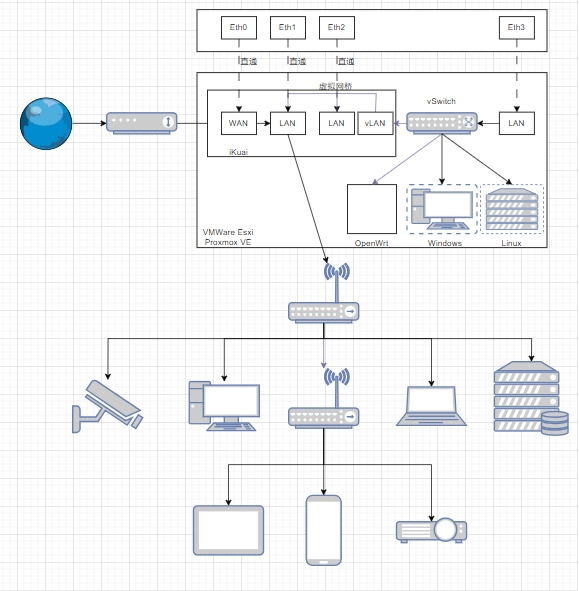 Eth0
Eth1
Eth2
Eth3
直通
直通
直通
虚拟网桥
vSwitch
WAN
LAN
LAN
vLAN
LAN
iKuai
VMWare Esxi
Proxmox VE
OpenWrt
Windows
Linux